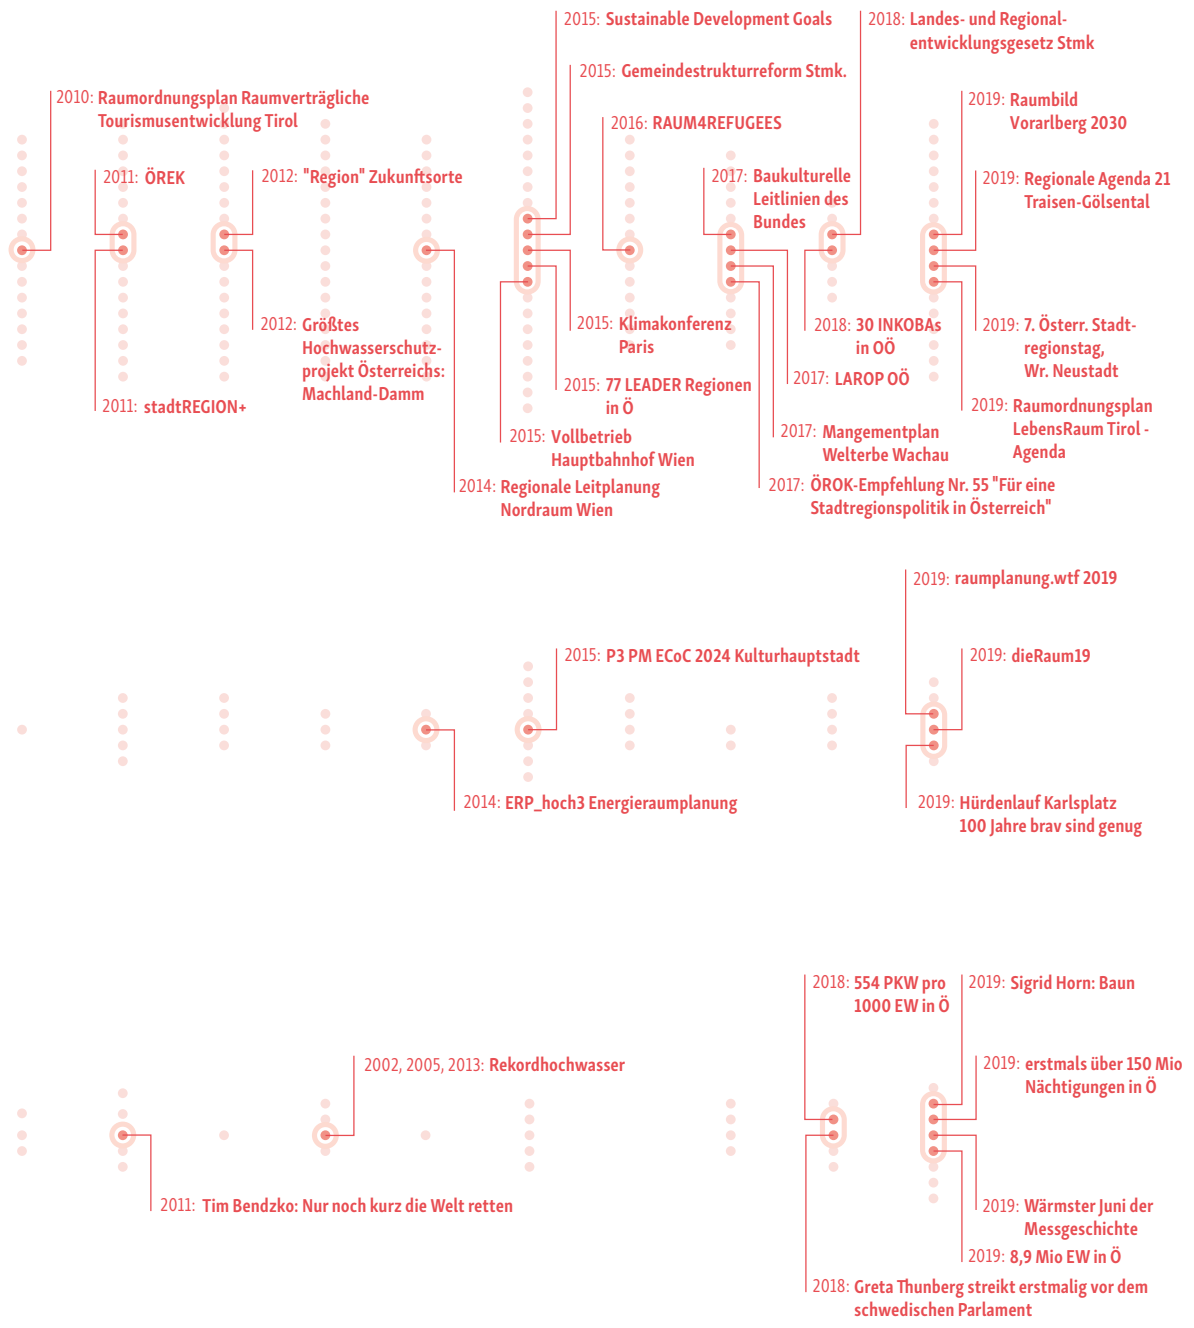 2015: Sustainable Development Goals
2018: Landes- und Regional-
entwicklungsgesetz Stmk
2015: Gemeindestrukturreform Stmk.
2010: Raumordnungsplan Raumverträgliche
Tourismusentwicklung Tirol
2016: RAUM4REFUGEES
2019: Raumbild
Vorarlberg 2030
2011: ÖREK
2012: "Region" Zukunftsorte
2017: Baukulturelle
Leitlinien des
Bundes
2019: Regionale Agenda 21
Traisen-Gölsental
2012: Größtes
Hochwasserschutz-
projekt Österreichs:
Machland-Damm
2015: Klimakonferenz
Paris
2018: 30 INKOBAs
in OÖ
2019: 7. Österr. Stadt-
regionstag,
Wr. Neustadt
2015: 77 LEADER Regionen
in Ö
2017: LAROP OÖ
2011: stadtREGION+
2019: Raumordnungsplan
LebensRaum Tirol -
Agenda
2015: Vollbetrieb
Hauptbahnhof Wien
2017: Mangementplan
Welterbe Wachau
2014: Regionale Leitplanung
Nordraum Wien
2017: ÖROK-Empfehlung Nr. 55 "Für eine
Stadtregionspolitik in Österreich"
2019: raumplanung.wtf 2019
2015: P3 PM ECoC 2024 Kulturhauptstadt
2019: dieRaum19
2014: ERP_hoch3 Energieraumplanung
2019: Hürdenlauf Karlsplatz
100 Jahre brav sind genug
2018: 554 PKW pro
1000 EW in Ö
2019: Sigrid Horn: Baun
2002, 2005, 2013: Rekordhochwasser
2019: erstmals über 150 Mio
Nächtigungen in Ö
2011: Tim Bendzko: Nur noch kurz die Welt retten
2019: Wärmster Juni der
Messgeschichte
2019: 8,9 Mio EW in Ö
2018: Greta Thunberg streikt erstmalig vor dem
schwedischen Parlament